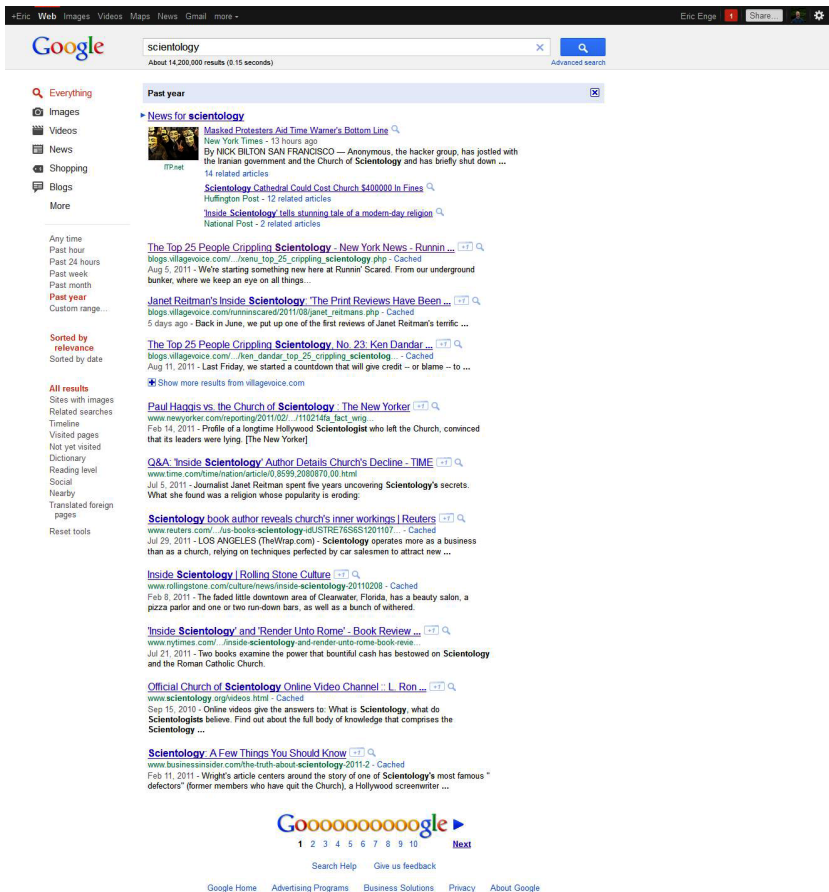 +Eric Web Images Videos Maps News Gmail more
Eric Enge 1 Share...
Google
scientology
About 14,200,000 results (0.15 seconds)
Advanced search
Everything
Images
Videos
News
Shopping
Blogs
More
Any time
Past hour
Past 24 hours
Past week
Past month
Past year
Custom range...
Sorted by
relevance
Sorted by date
All results
Sites with images
Related searches
Timeline
Visited pages
Not yet visited
Dictionary
Reading level
Social
Nearby
Translated foreign
pages
Reset tools
Past year
News for scientology
Masked Protesters Aid Time Warner's Bottom Line
New York Times - 13 hours ago
By NICK BILTON SAN FRANCISCO — Anonymous, the hacker group, has jostled with
the Iranian government and the Church of Scientology and has briefly shut down ...
ITP.net
14 related articles
Scientology Cathedral Could Cost Church $400000 In Fines
Huffington Post - 12 related articles
'Inside Scientology' tells stunning tale of a modern-day religion
National Post - 2 related articles
The Top 25 People Crippling Scientology - New York News - Runnin ... +1
blogs.villagevoice.com/.../xenu_top_25_crippling_scientology.php - Cached
Aug 5, 2011 - We're starting something new here at Runnin' Scared. From our underground
bunker, where we keep an eye on all things...
Janet Reitman's Inside Scientology: 'The Print Reviews Have Been ... +1
blogs.villagevoice.com/runninscared/2011/08/janet_reitmans.php - Cached
5 days ago - Back in June, we put up one of the first reviews of Janet Reitman's terrific ...
The Top 25 People Crippling Scientology, No. 23: Ken Dandar ... +1
blogs.villagevoice.com/.../ken_dandar_top_25_crippling_scientolog... - Cached
Aug 11, 2011 - Last Friday, we started a countdown that will give credit -- or blame -- to ...
Show more results from villagevoice.com
Paul Haggis vs. the Church of Scientology : The New Yorker +1
www.newyorker.com/reporting/2011/02/.../110214fa_fact_wrig...
Feb 14, 2011 - Profile of a longtime Hollywood Scientologist who left the Church, convinced
that its leaders were lying. [The New Yorker]
Q&A: 'Inside Scientology' Author Details Church's Decline - TIME +1
www.time.com/time/nation/article/0,8599,2080870,00.html
Jul 5, 2011 - Journalist Janet Reitman spent five years uncovering Scientology's secrets.
What she found was a religion whose popularity is eroding:
Scientology book author reveals church's inner workings | Reuters +1
www.reuters.com/.../us-books-scientology-idUSTRE76S6S1201107... - Cached
Jul 29, 2011 - LOS ANGELES (TheWrap.com) - Scientology operates more as a business
than as a church, relying on techniques perfected by car salesmen to attract new ...
Inside Scientology | Rolling Stone Culture +1
www.rollingstone.com/culture/news/inside-scientology-20110208 - Cached
Feb 8, 2011 - The faded little downtown area of Clearwater, Florida, has a beauty salon, a
pizza parlor and one or two run-down bars, as well as a bunch of withered.
'Inside Scientology' and 'Render Unto Rome' - Book Review ... +1
www.nytimes.com/.../inside-scientology-and-render-unto-rome-book-revie...
Jul 21, 2011 - Two books examine the power that bountiful cash has bestowed on Scientology
and the Roman Catholic Church.
Official Church of Scientology Online Video Channel :: L. Ron ... +1
www.scientology.org/videos.html - Cached
Sep 15, 2010 - Online videos give the answers to: What is Scientology, what do
Scientologists believe. Find out about the full body of knowledge that comprises the
Scientology ...
Scientology: A Few Things You Should Know +1
www.businessinsider.com/the-truth-about-scientology-2011-2 - Cached
Feb 11, 2011 - Wright's article centers around the story of one of Scientology's most famous "
defectors" (former members who have quit the Church), a Hollywood screenwriter ...
Goooooooooogle
1 2 3 4 5 6 7 8 9 10 Next
Search Help Give us feedback
Google Home Advertising Programs Business Solutions Privacy About Google